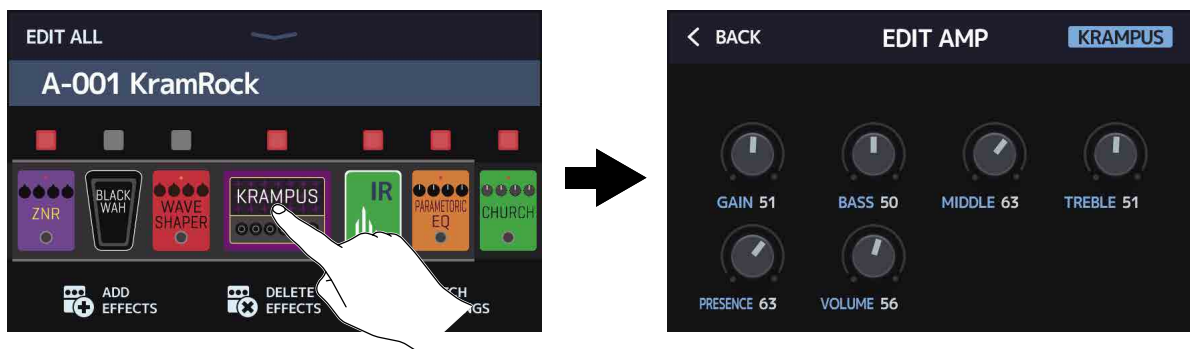 EDIT ALL
A-001 KramRock
ZNR
BLACK
WAH
WAVE
SHAPER
KRAMPUS
IR
PARAMETORIC
EQ
CHURCH
ADD
EFFECTS
DELETE
EFFECTS
BACK
EDIT AMP
KRAMPUS
GAIN 51
BASS 50
MIDDLE 63
TREBLE 51
PRESENCE 63
VOLUME 56